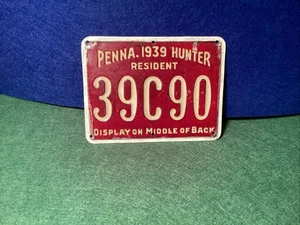 PENNA. 1939 HUNTER
RESIDENT
39C90
DISPLAY ON MIDDLE OF BACK